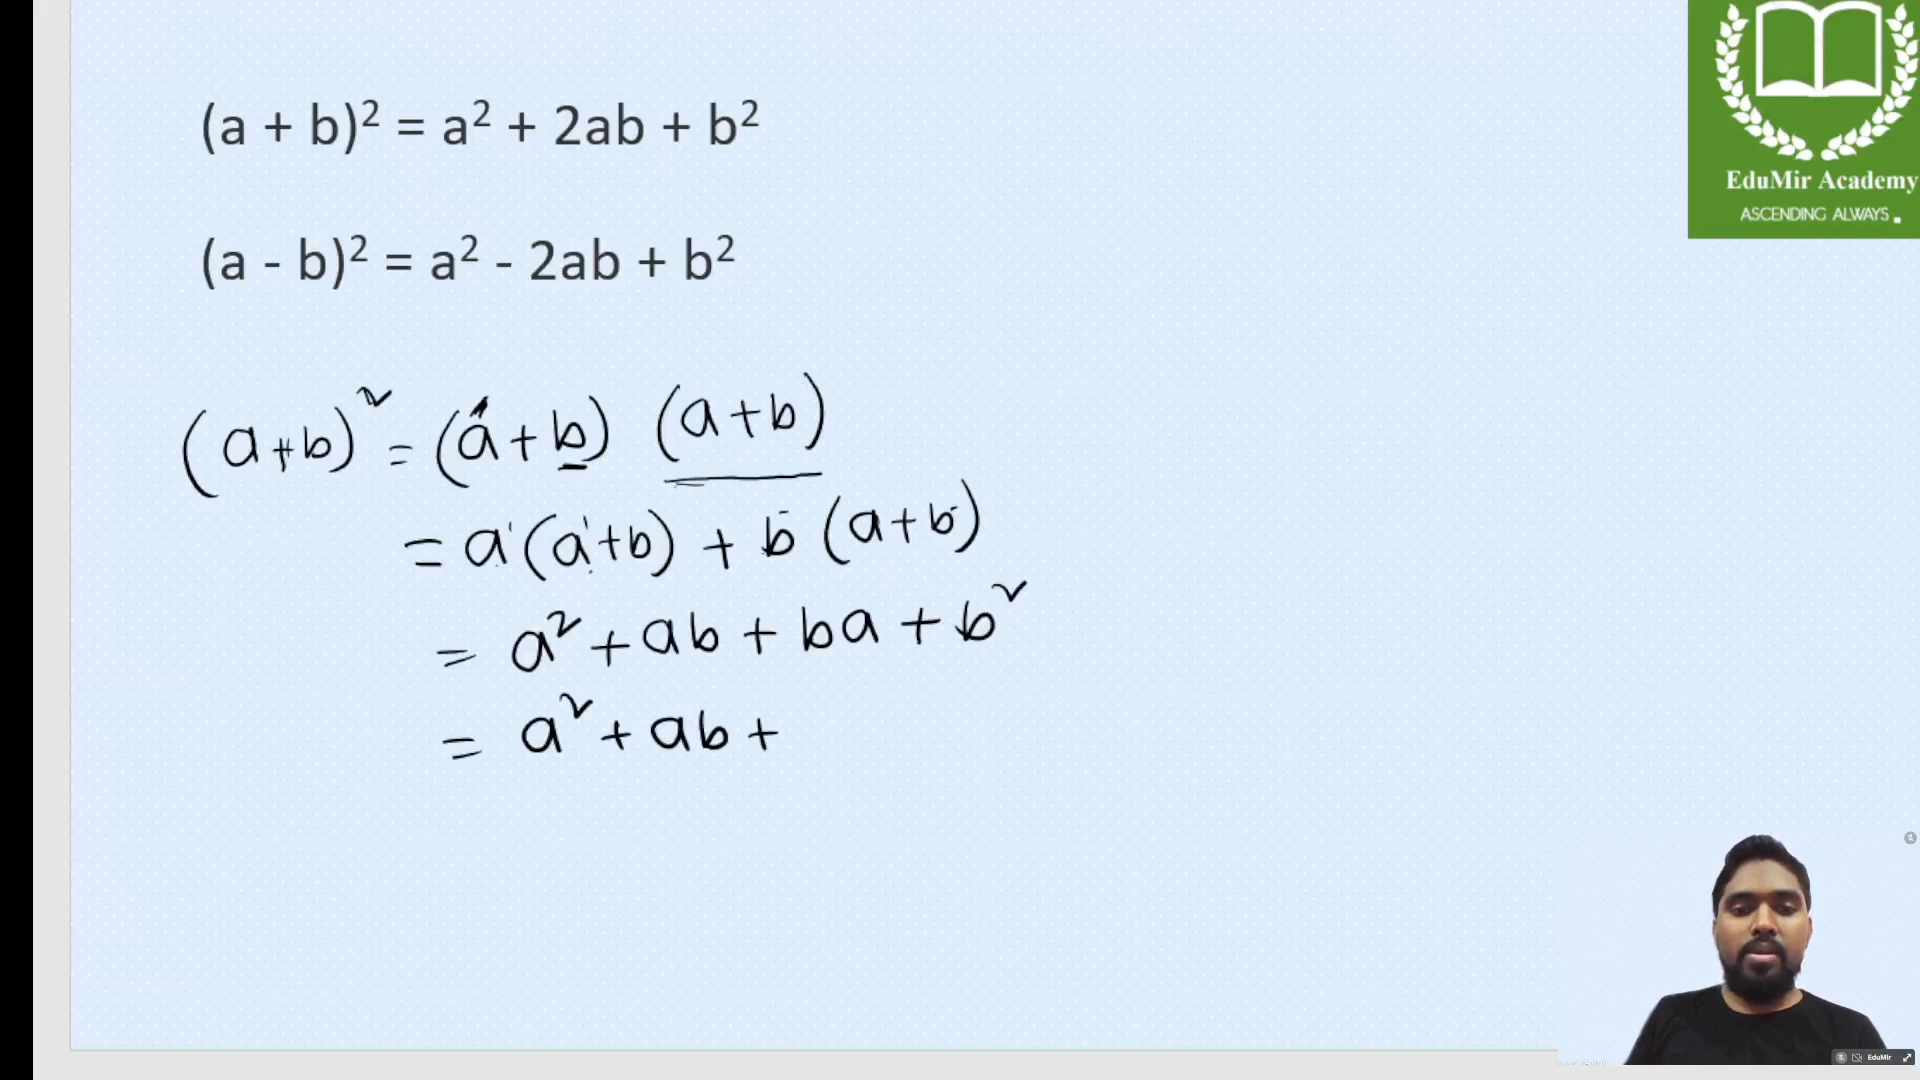 (a + b)² = a² + 2ab + b²
(a - b)² = a² - 2ab + b²
(a+b)² = (a+b) (a+b)
= a(a+b) + b(a+b)
= a² + ab + ba + b²
= a² + ab +
EduMir Academy
ASCENDING ALWAYS.
EduMir